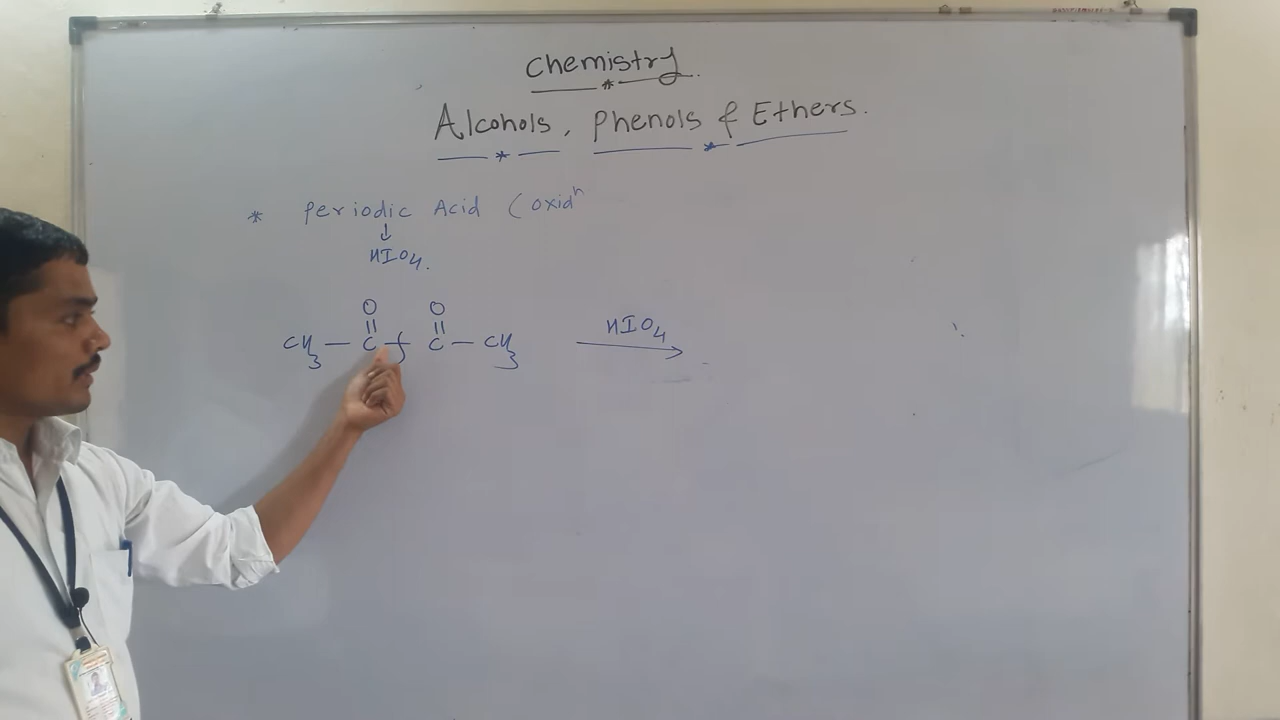 Chemistry
Alcohols, Phenols & Ethers.
* Periodic Acid (Oxidⁿ
↓
HIO₄.
O O
|| ||
CH₃ — C — C — CH₃ HIO₄ →